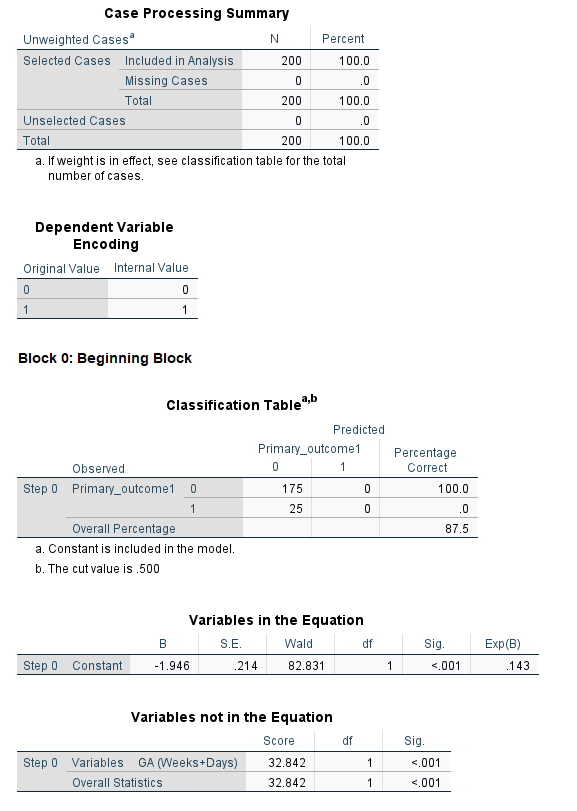 Case Processing Summary
Unweighted Casesa N Percent
Selected Cases Included in Analysis 200 100.0
Missing Cases 0 .0
Total 200 100.0
Unselected Cases 0 .0
Total 200 100.0
a. If weight is in effect, see classification table for the total
number of cases.
Dependent Variable
Encoding
Original Value Internal Value
0 0
1 1
Block 0: Beginning Block
Classification Tablea,b
Predicted
Primary_outcome1 Percentage
Observed 0 1 Correct
Step 0 Primary_outcome1 0 175 0 100.0
1 25 0 .0
Overall Percentage 87.5
a. Constant is included in the model.
b. The cut value is .500
Variables in the Equation
B S.E. Wald df Sig. Exp(B)
Step 0 Constant -1.946 .214 82.831 1 <.001 .143
Variables not in the Equation
Score df Sig.
Step 0 Variables GA (Weeks+Days) 32.842 1 <.001
Overall Statistics 32.842 1 <.001